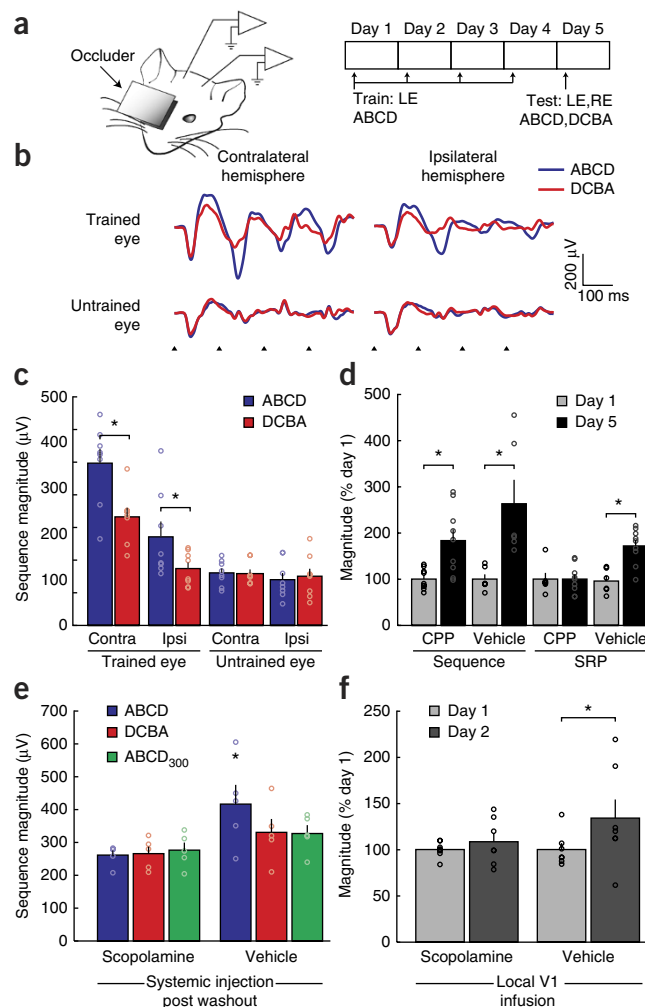 a
Occluder
Day 1 Day 2 Day 3 Day 4 Day 5
Train: LE
ABCD
Test: LE,RE
ABCD,DCBA
b
Contralateral
hemisphere
Ipsilateral
hemisphere
ABCD
DCBA
Trained
eye
Untrained
eye
200 μV
100 ms
c
Sequence magnitude (μV)
500
400
300
200
100
0
ABCD
DCBA
*
*
Contra Ipsi Contra Ipsi
Trained eye Untrained eye
d
Magnitude (% day 1)
500
400
300
200
100
0
Day 1
Day 5
*
*
*
CPP Vehicle CPP Vehicle
Sequence SRP
e
Sequence magnitude (μV)
700
600
500
400
300
200
100
0
ABCD
DCBA
ABCD300
*
Scopolamine Vehicle
Systemic injection
post washout
f
Magnitude (% day 1)
250
200
150
100
50
0
Day 1
Day 2
*
Scopolamine Vehicle
Local V1
infusion